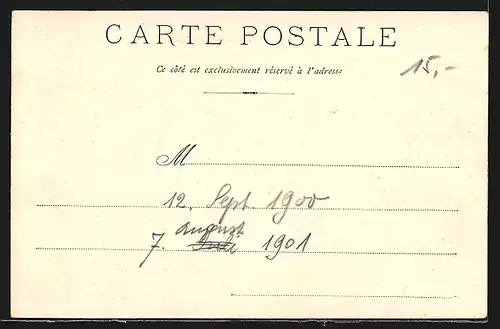 CARTE POSTALE
Ce côté est exclusivement réservé à l'adresse
15,-
M
12. Sept. 1900
august
7. 1901